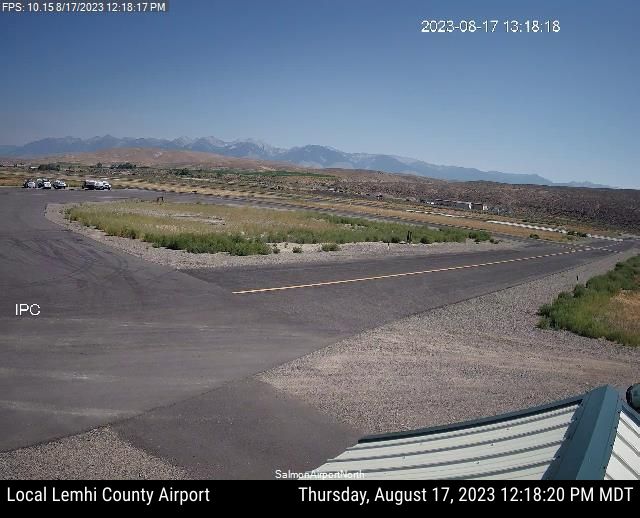 FPS: 10.15 8/17/2023 12:18:17 PM
2023-08-17 13:18:18
IPC
SalmonAirportNorth
Local Lemhi County Airport
Thursday, August 17, 2023 12:18:20 PM MDT